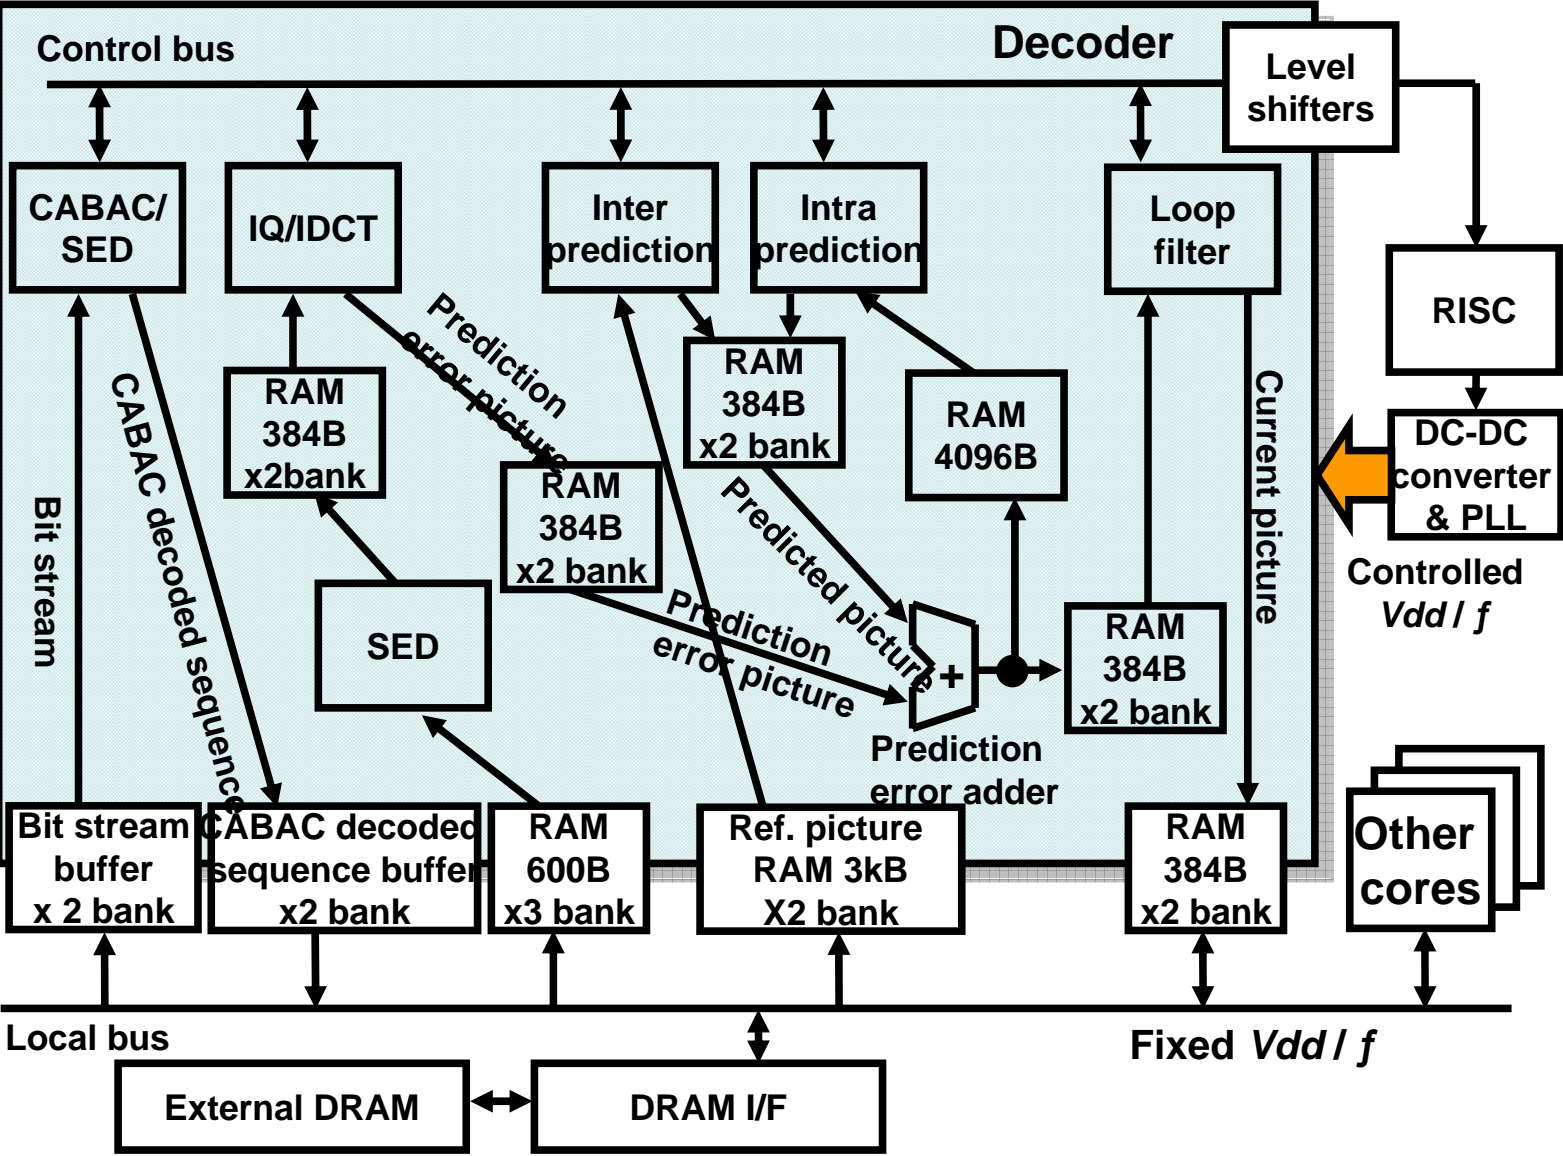 Control bus
Decoder
Level
shifters
CABAC/
SED
IQ/IDCT
Inter
prediction
Intra
prediction
Loop
filter
RISC
Prediction
error picture
RAM
384B
x2bank
RAM
384B
x2 bank
RAM
4096B
DC-DC
converter
& PLL
Controlled
Vdd / f
Bit stream
CABAC decoded sequence
RAM
384B
x2 bank
Predicted picture
Current picture
SED
Prediction
error picture
+
RAM
384B
x2 bank
Prediction
error adder
Bit stream
buffer
x 2 bank
CABAC decoded
sequence buffer
x2 bank
RAM
600B
x3 bank
Ref. picture
RAM 3kB
X2 bank
RAM
384B
x2 bank
Other
cores
Local bus
Fixed Vdd / f
External DRAM
DRAM I/F